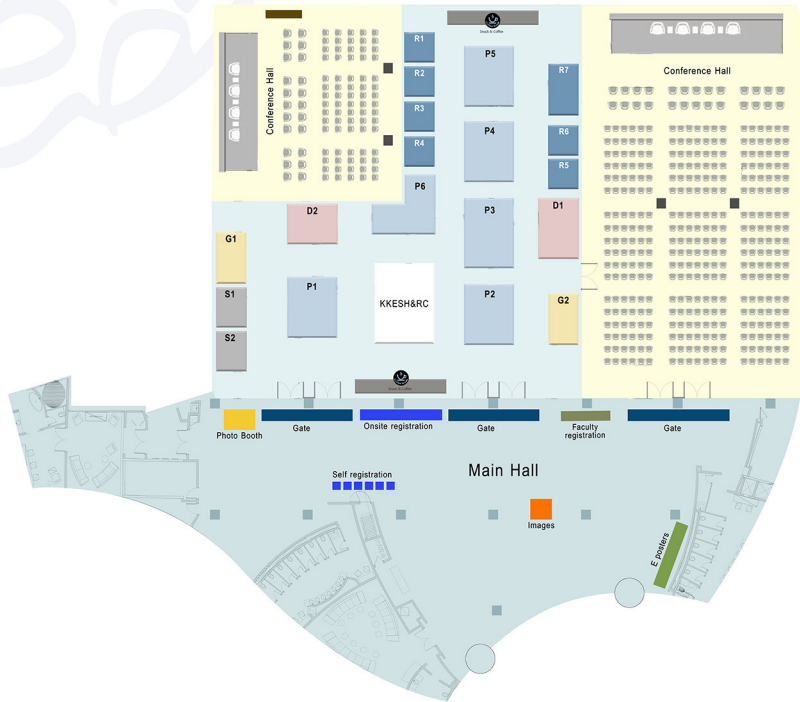 Snack & Coffee
R1
R2
R3
R4
P5
P4
P6
P3
P2
R7
R6
R5
D1
D2
G1
S1
S2
P1
KKESH&RC
G2
Conference Hall
Conference Hall
Snack & Coffee
Photo Booth
Gate
Onsite registration
Gate
Faculty
registration
Gate
Main Hall
Self registration
Images
E posters